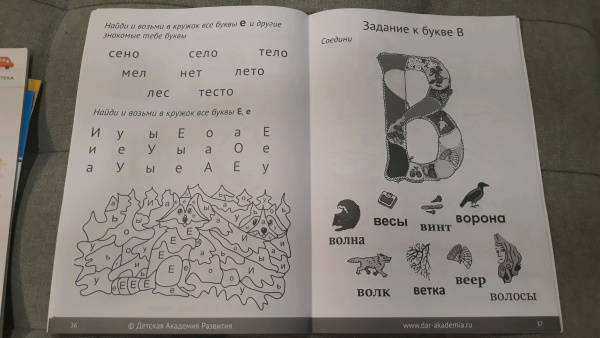 Найди и возьми в кружок все буквы е и другие
знакомые тебе буквы
сено село тело
мел нет лето
лес тесто
Найди и возьми в кружок все буквы Е, е
И у ы Е о а Е
и е У ы а О е
а У ы е А Е у
36 © Детская Академия Развития
Задание к букве В
Соедини
весы винт ворона
волна
волк ветка веер волосы
www.dar-akademia.ru 37